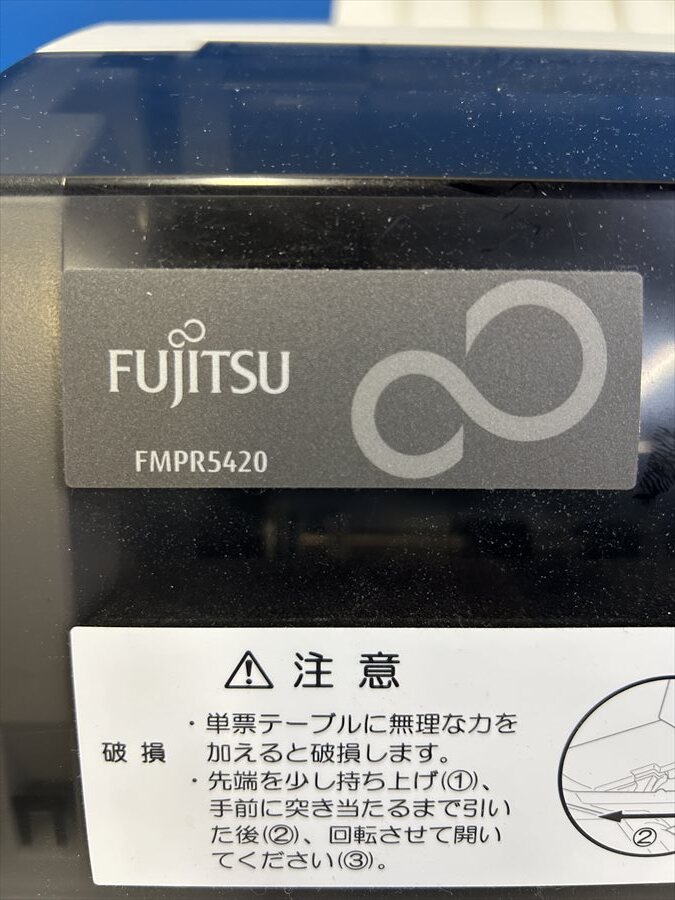 FUJITSU
FMPR5420
⚠ 注意
破損
・単票テーブルに無理な力を
加えると破損します。
・先端を少し持ち上げ(①)、
手前に突き当たるまで引い
た後(②)、回転させて開い
てください(③)。
②